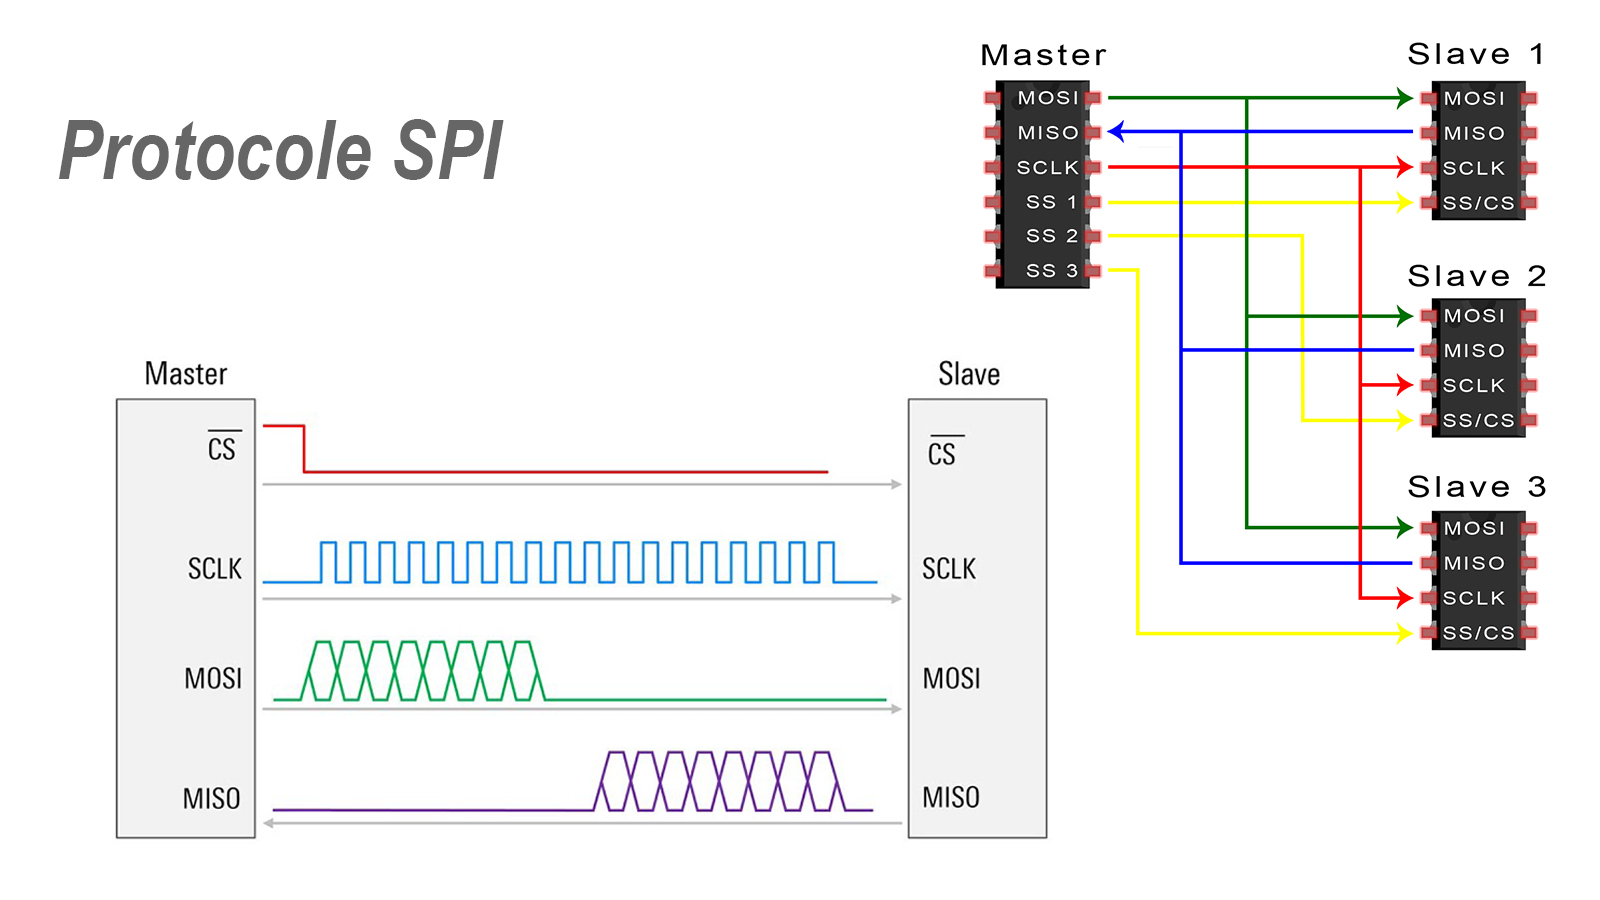 Protocole SPI
Master
MOSI
MISO
SCLK
SS 1
SS 2
SS 3
Slave 1
MOSI
MISO
SCLK
SS/CS
Slave 2
MOSI
MISO
SCLK
SS/CS
Slave 3
MOSI
MISO
SCLK
SS/CS
Master
CS
SCLK
MOSI
MISO
Slave
CS
SCLK
MOSI
MISO